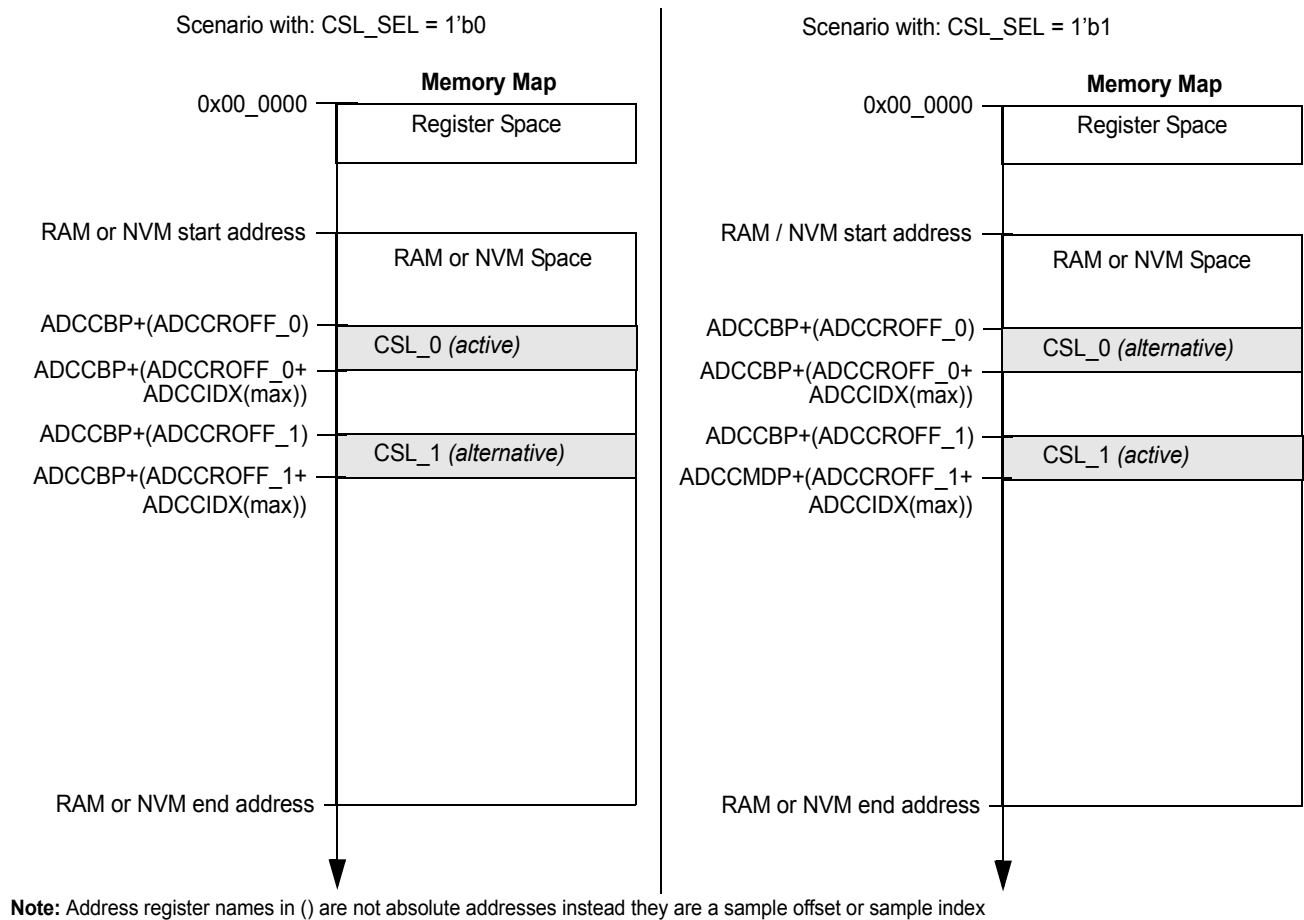 Scenario with: CSL_SEL = 1'b0
Memory Map
0x00_0000
Register Space
RAM or NVM start address
RAM or NVM Space
ADCCBP+(ADCCROFF_0)
CSL_0 (active)
ADCCBP+(ADCCROFF_0+
ADCCIDX(max))
ADCCBP+(ADCCROFF_1)
CSL_1 (alternative)
ADCCBP+(ADCCROFF_1+
ADCCIDX(max))
RAM or NVM end address
Scenario with: CSL_SEL = 1'b1
Memory Map
0x00_0000
Register Space
RAM / NVM start address
RAM or NVM Space
ADCCBP+(ADCCROFF_0)
CSL_0 (alternative)
ADCCBP+(ADCCROFF_0+
ADCCIDX(max))
ADCCBP+(ADCCROFF_1)
CSL_1 (active)
ADCCMDP+(ADCCROFF_1+
ADCCIDX(max))
RAM or NVM end address
Note: Address register names in () are not absolute addresses instead they are a sample offset or sample index